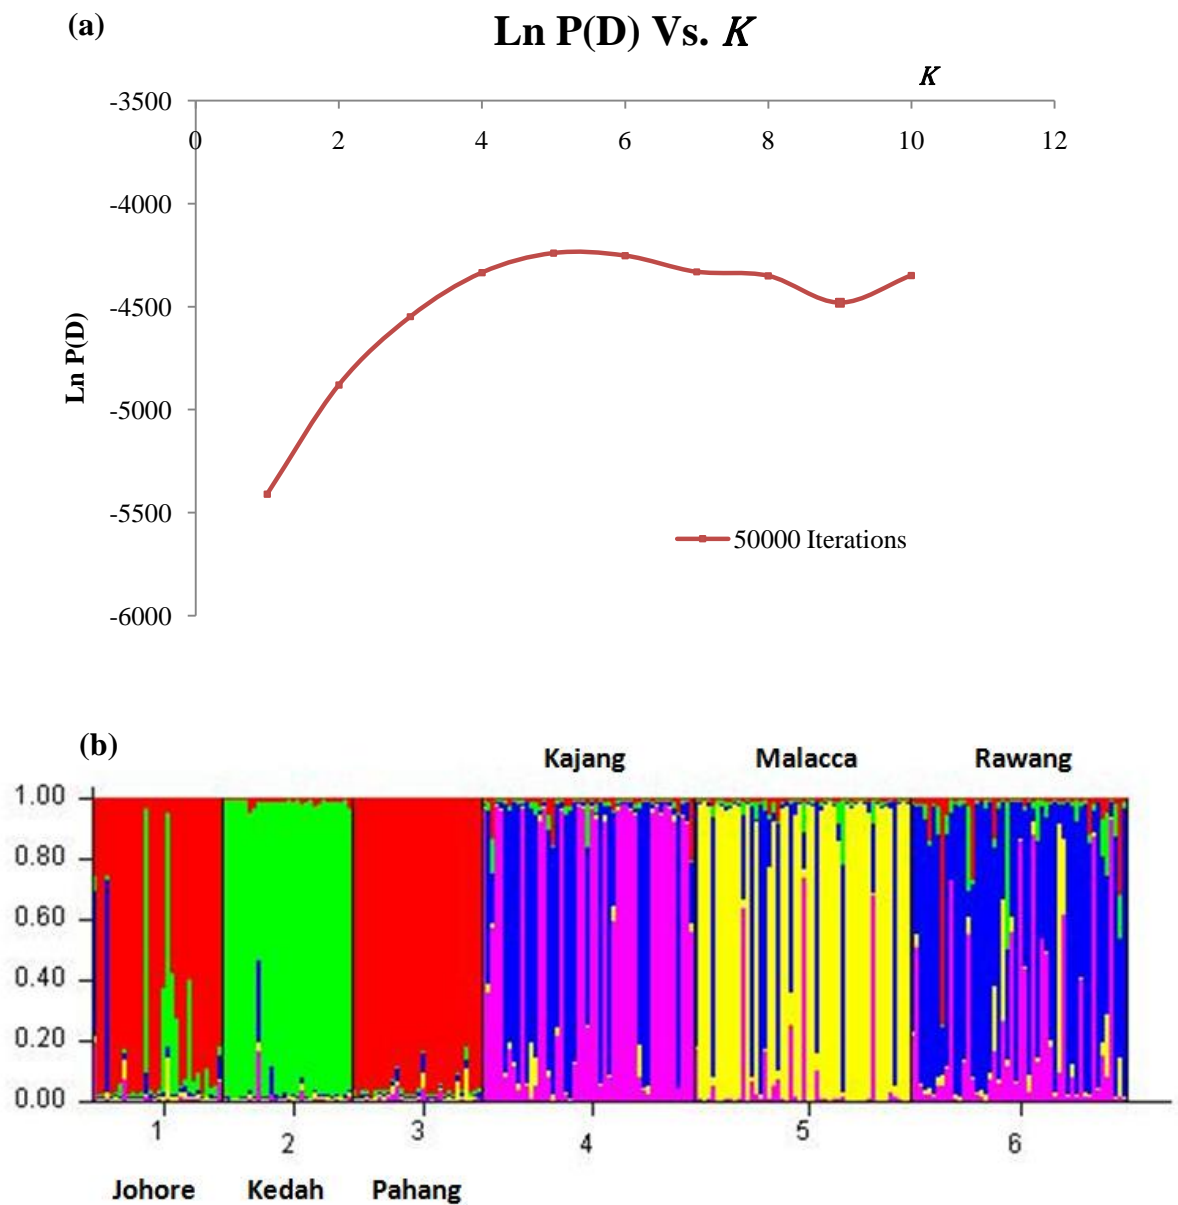 (a)
Ln P(D) Vs. K
K
-3500
0 2 4 6 8 10 12
-4000
-4500
-5000
-5500
-6000
Ln P(D)
50000 Iterations
(b)
Kajang Malacca Rawang
1.00
0.80
0.60
0.40
0.20
0.00
1 2 3 4 5 6
Johore Kedah Pahang